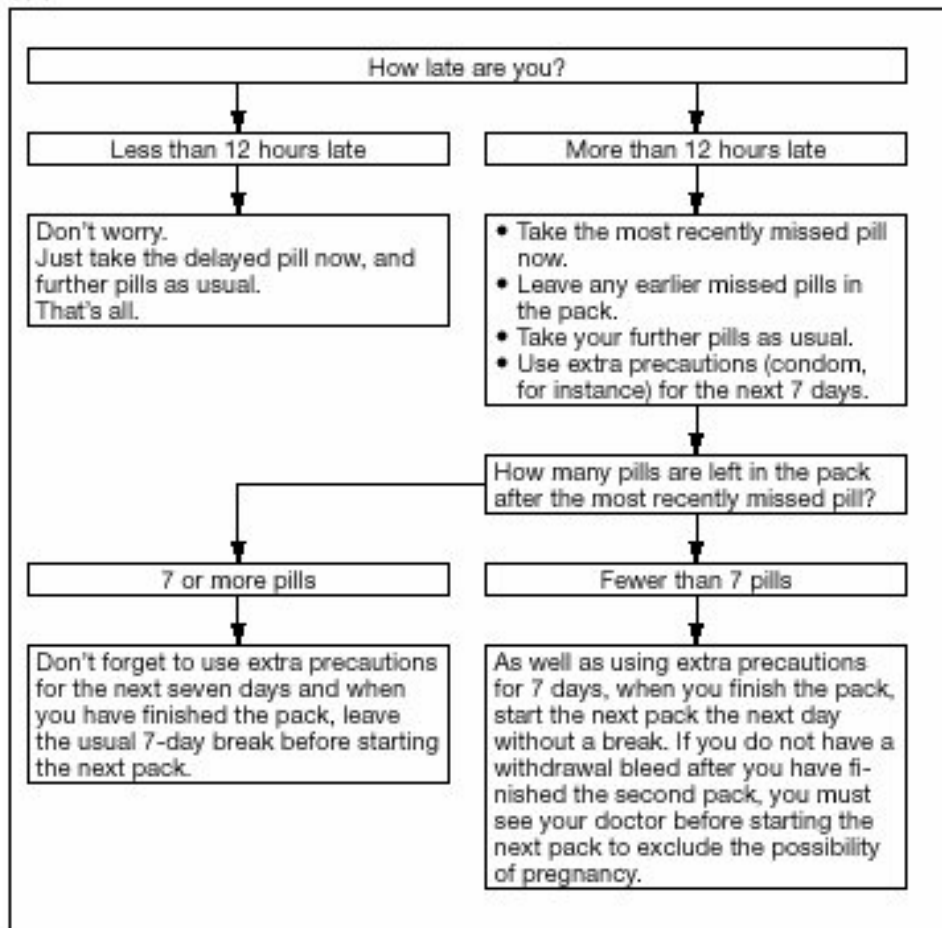 How late are you?
Less than 12 hours late
More than 12 hours late
Don't worry.
Just take the delayed pill now, and
further pills as usual.
That's all.
• Take the most recently missed pill
now.
• Leave any earlier missed pills in
the pack.
• Take your further pills as usual.
• Use extra precautions (condom,
for instance) for the next 7 days.
How many pills are left in the pack
after the most recently missed pill?
7 or more pills
Fewer than 7 pills
Don't forget to use extra precautions
for the next seven days and when
you have finished the pack, leave
the usual 7-day break before starting
the next pack.
As well as using extra precautions
for 7 days, when you finish the pack,
start the next pack the next day
without a break. If you do not have a
withdrawal bleed after you have fi-
nished the second pack, you must
see your doctor before starting the
next pack to exclude the possibility
of pregnancy.